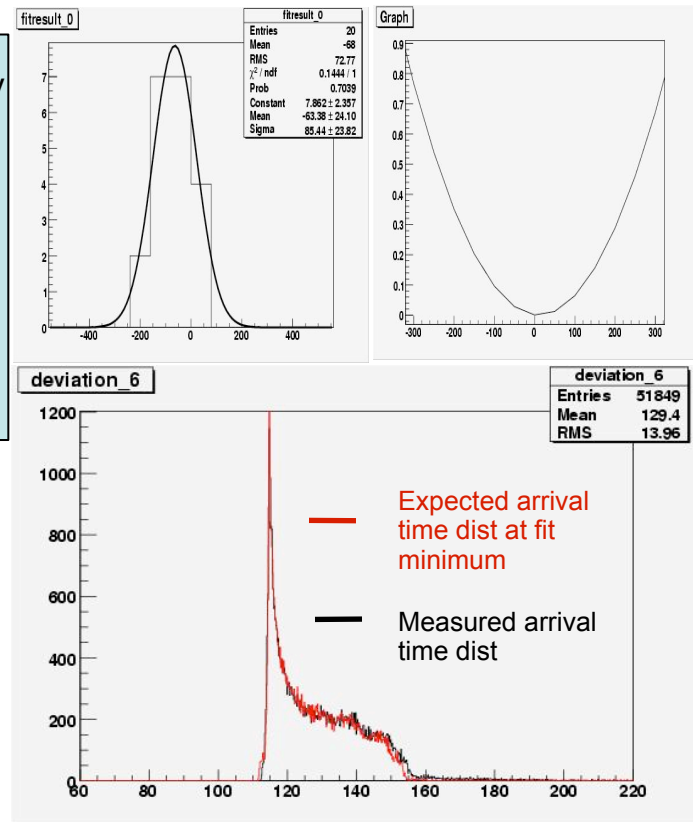 fitresult_0
fitresult_0
Entries 20
Mean -68
RMS 72.77
χ² / ndf 0.1444 / 1
Prob 0.7039
Constant 7.862 ± 2.357
Mean -63.38 ± 24.10
Sigma 85.44 ± 23.82
7
6
5
4
3
2
1
0
-400 -200 0 200 400
Graph
0.9
0.8
0.7
0.6
0.5
0.4
0.3
0.2
0.1
0
-300 -200 -100 0 100 200 300
deviation_6
deviation_6
Entries 51849
Mean 129.4
RMS 13.96
1200
1000
800
600
400
200
0
60 80 100 120 140 160 180 200 220
Expected arrival
time dist at fit
minimum
Measured arrival
time dist